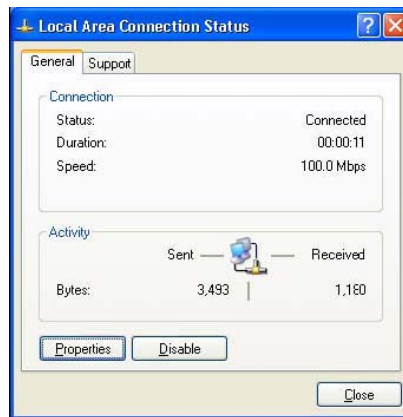 Local Area Connection Status
General Support
Connection
Status: Connected
Duration: 00:00:11
Speed: 100.0 Mbps
Activity
Sent Received
Bytes: 3,493 1,180
Properties Disable
Close